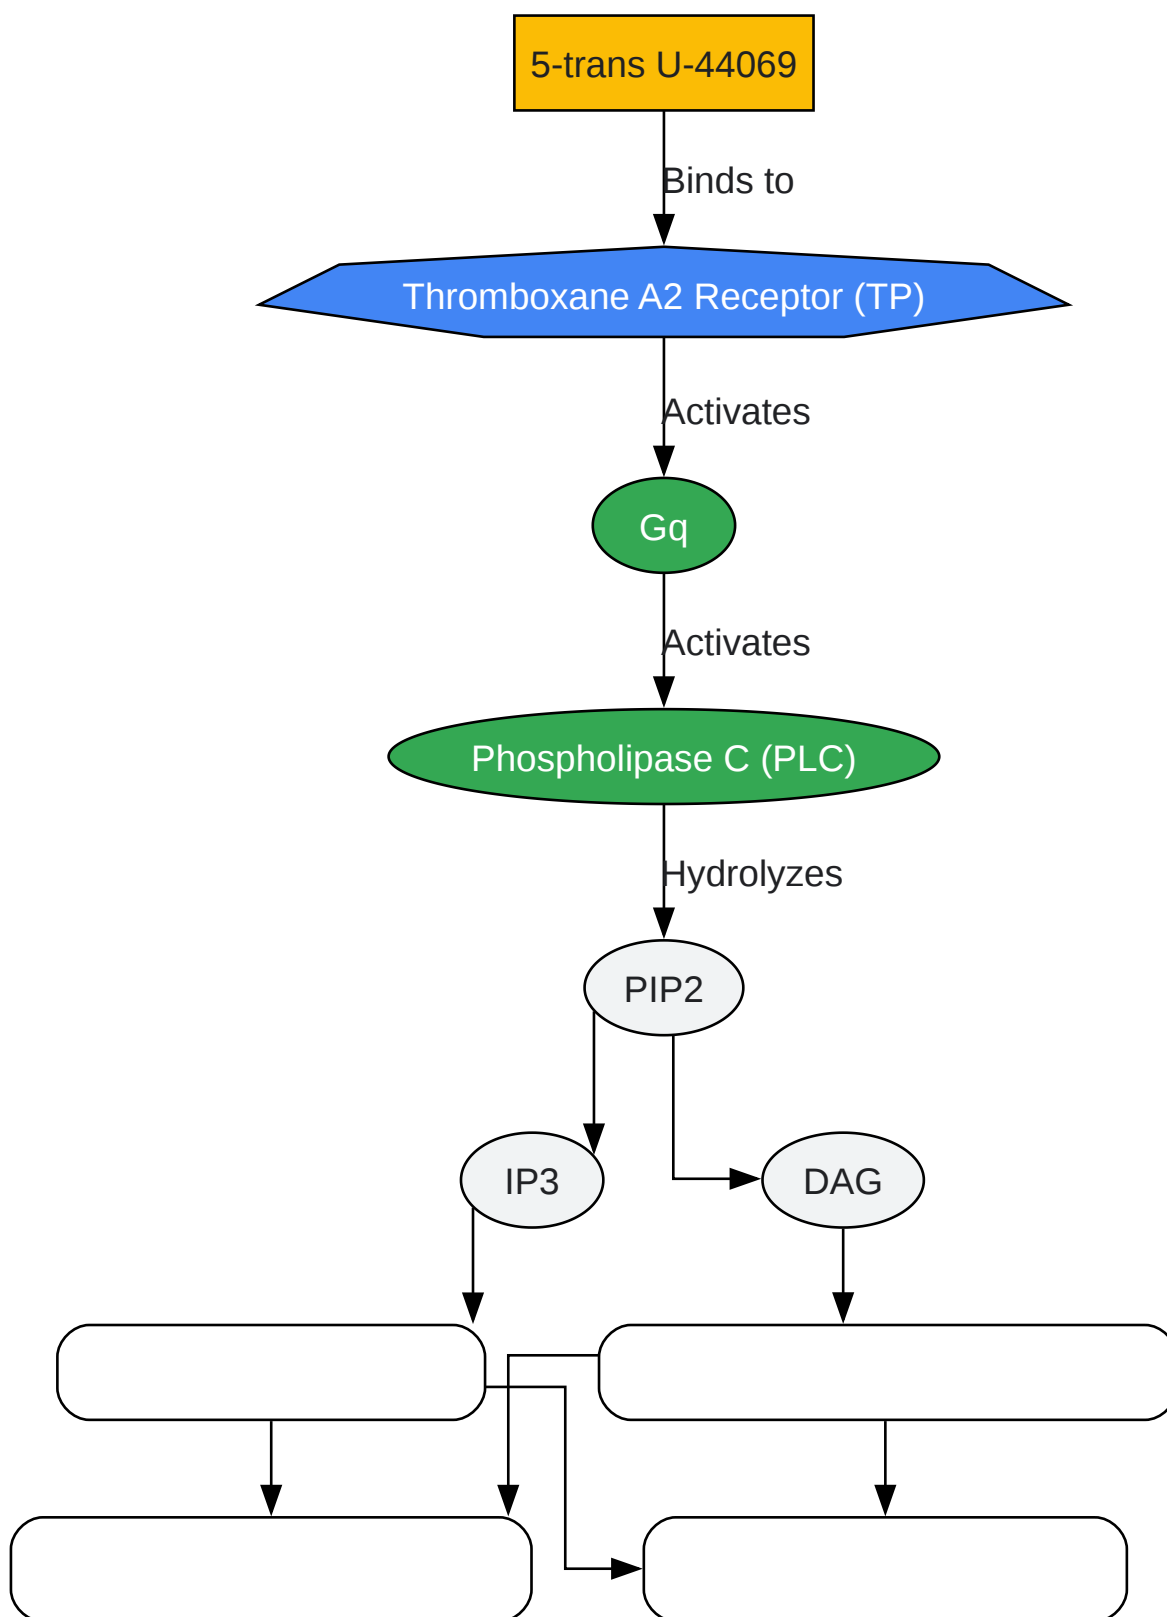 5-trans U-44069
Binds to
Thromboxane A2 Receptor (TP)
Activates
Gq
Activates
Phospholipase C (PLC)
Hydrolyzes
PIP2
IP3
DAG